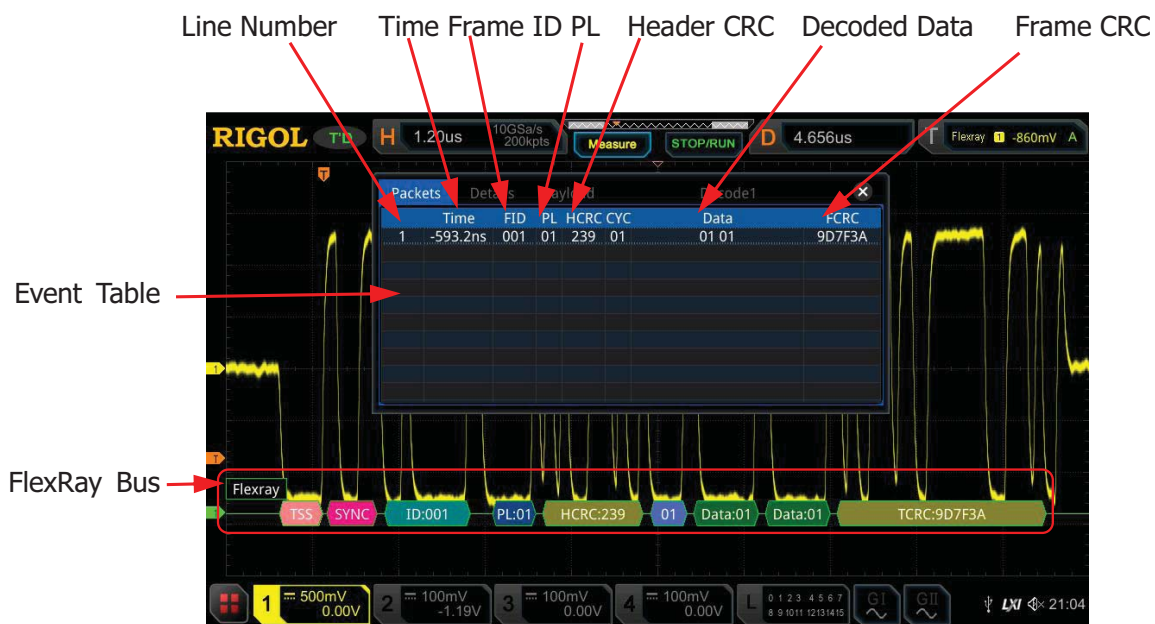 Line Number Time Frame ID PL Header CRC Decoded Data Frame CRC
RIGOL T'D H 1.20us 10GSa/s 200kpts Measure STOP/RUN D 4.656us T Flexray 1 -860mV A
T
Packets Details Payload Decode1 ×
Time FID PL HCRC CYC Data FCRC
1 -593.2ns 001 01 239 01 01 01 9D7F3A
Event Table
1
T
FlexRay Bus
Flexray
TSS SYNC ID:001 PL:01 HCRC:239 01 Data:01 Data:01 TCRC:9D7F3A
1 500mV 0.00V 2 100mV -1.19V 3 100mV 0.00V 4 100mV 0.00V L 0 1 2 3 4 5 6 7 8 9 10 11 12 13 14 15 GI GII LXI 21:04